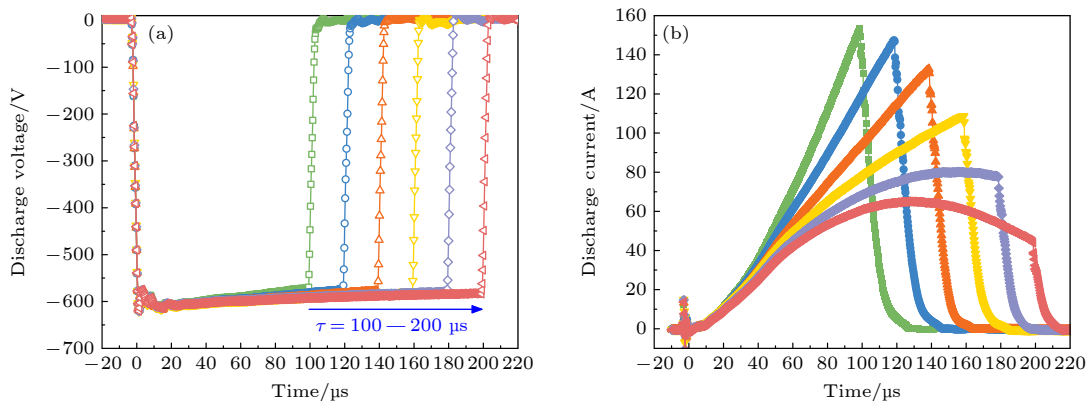 (a)
Discharge voltage/V
0
−100
−200
−300
−400
−500
−600
−700
τ = 100 — 200 µs
−20 0 20 40 60 80 100 120 140 160 180 200 220
Time/µs
(b)
Discharge current/A
160
140
120
100
80
60
40
20
0
−20 0 20 40 60 80 100 120 140 160 180 200 220
Time/µs